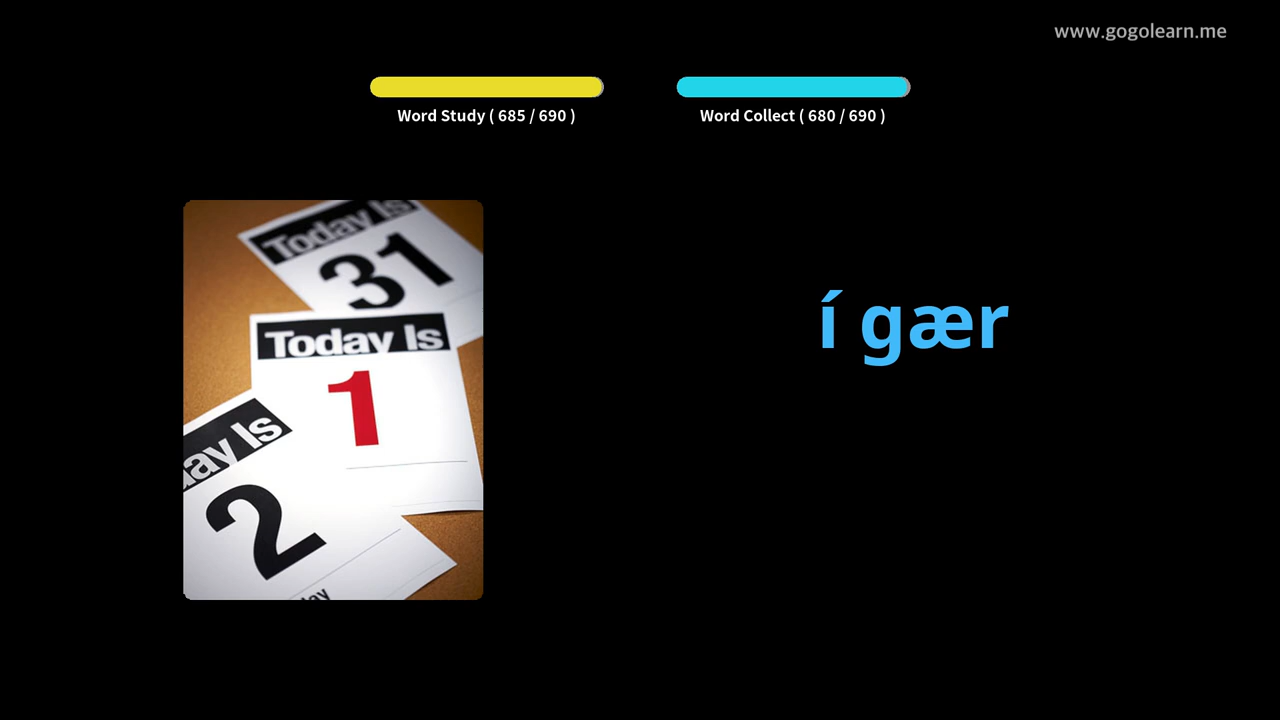 www.gogolearn.me
Word Study ( 685 / 690 )
Word Collect ( 680 / 690 )
Today Is
31
Today Is
1
í gær
ay Is
2